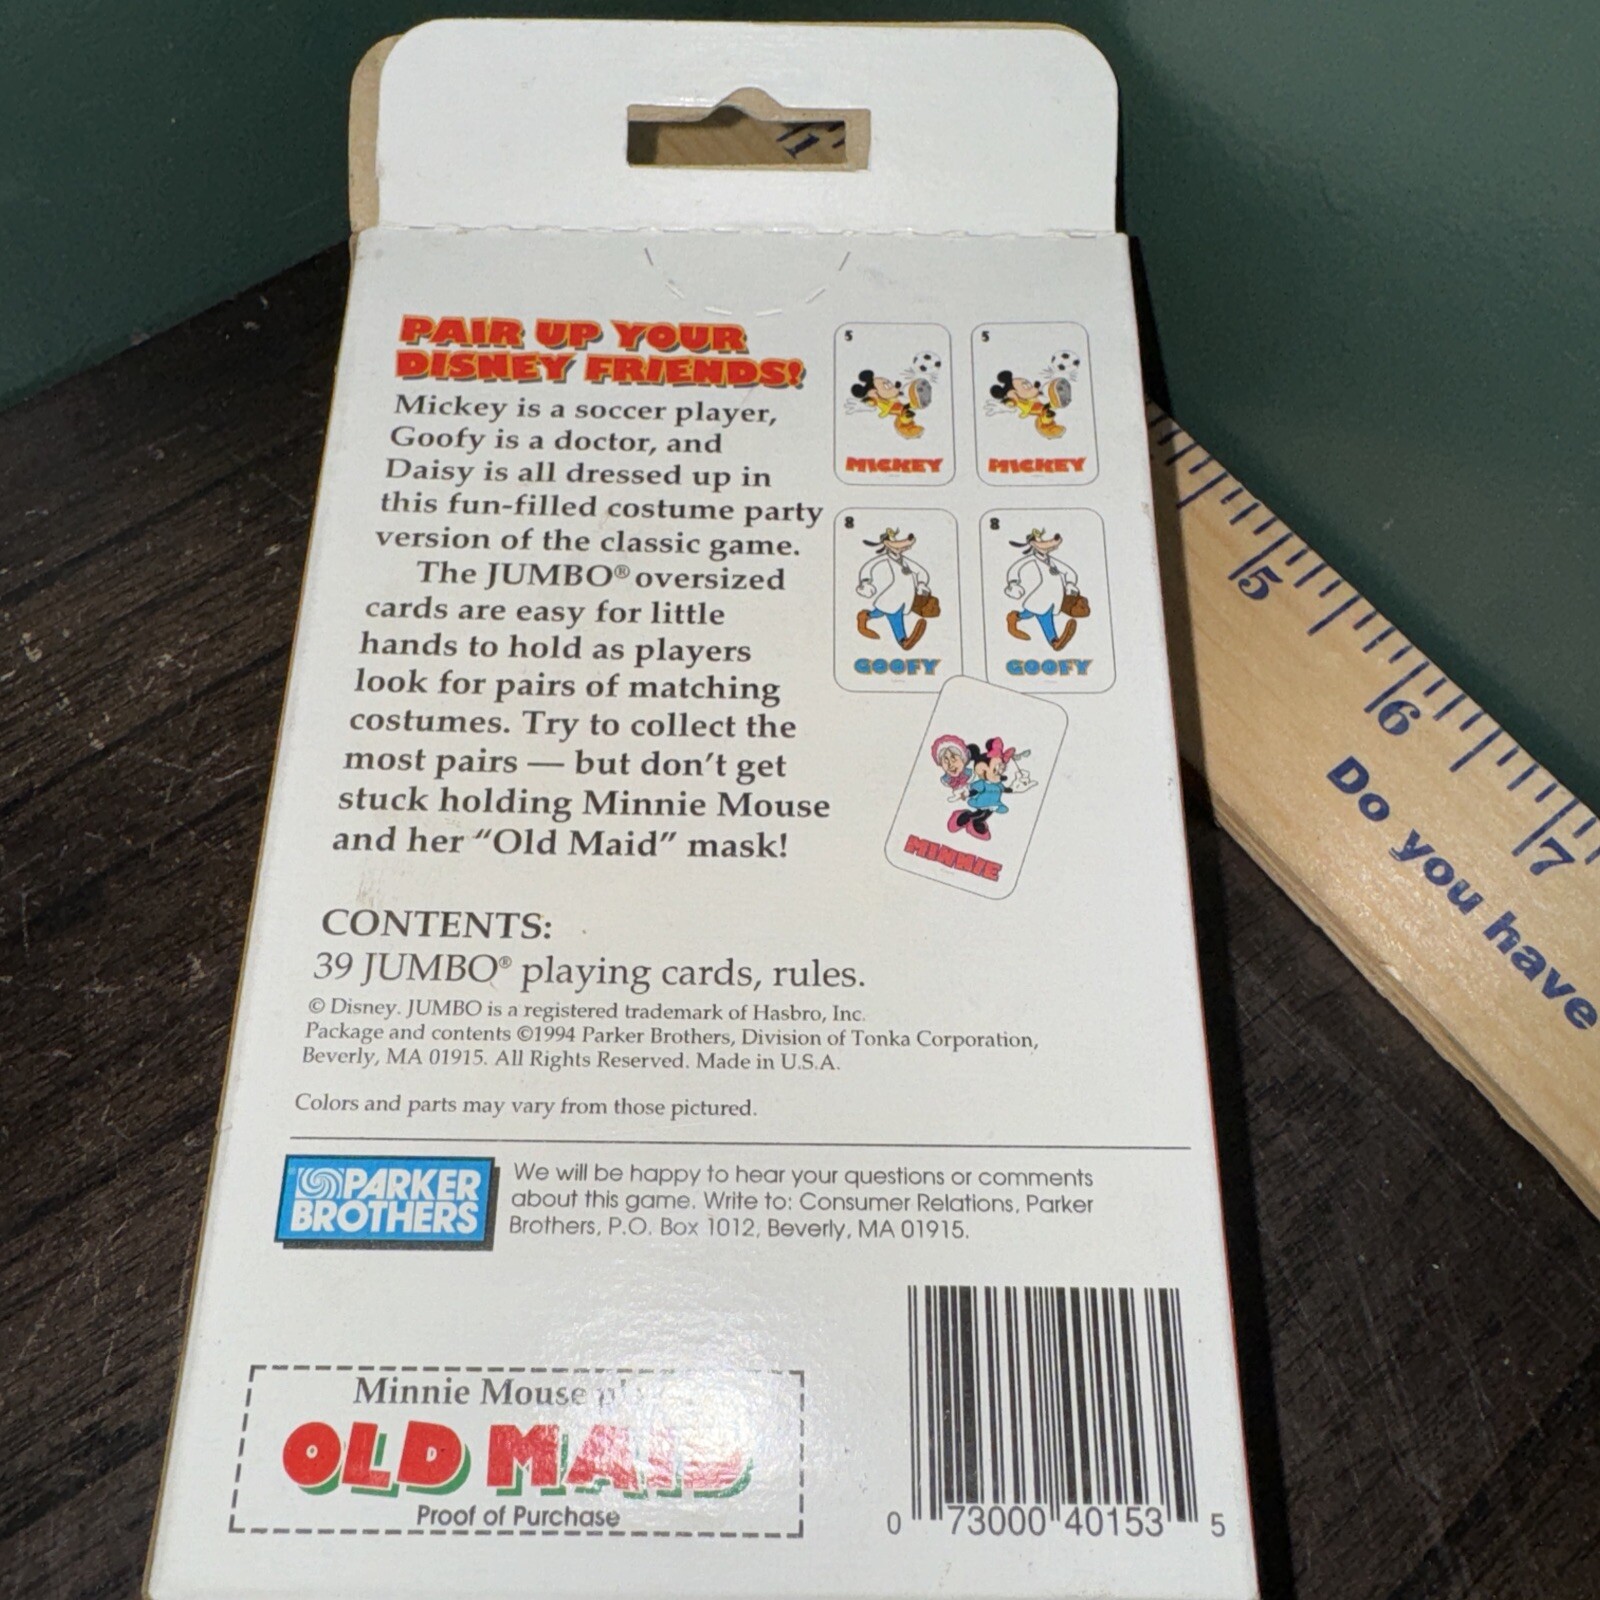 1
PAIR UP YOUR
DISNEY FRIENDS!
Mickey is a soccer player,
Goofy is a doctor, and
Daisy is all dressed up in
this fun-filled costume party
version of the classic game.
The JUMBO® oversized
cards are easy for little
hands to hold as players
look for pairs of matching
costumes. Try to collect the
most pairs — but don't get
stuck holding Minnie Mouse
and her "Old Maid" mask!
5
MICKEY
5
MICKEY
8
GOOFY
8
GOOFY
MINNIE
CONTENTS:
39 JUMBO® playing cards, rules.
© Disney. JUMBO is a registered trademark of Hasbro, Inc.
Package and contents ©1994 Parker Brothers, Division of Tonka Corporation,
Beverly, MA 01915. All Rights Reserved. Made in U.S.A.
Colors and parts may vary from those pictured.
PARKER
BROTHERS
We will be happy to hear your questions or comments
about this game. Write to: Consumer Relations, Parker
Brothers, P.O. Box 1012, Beverly, MA 01915.
Minnie Mouse
OLD MAID
Proof of Purchase
0 73000 40153 5
5
6
7
Do you have